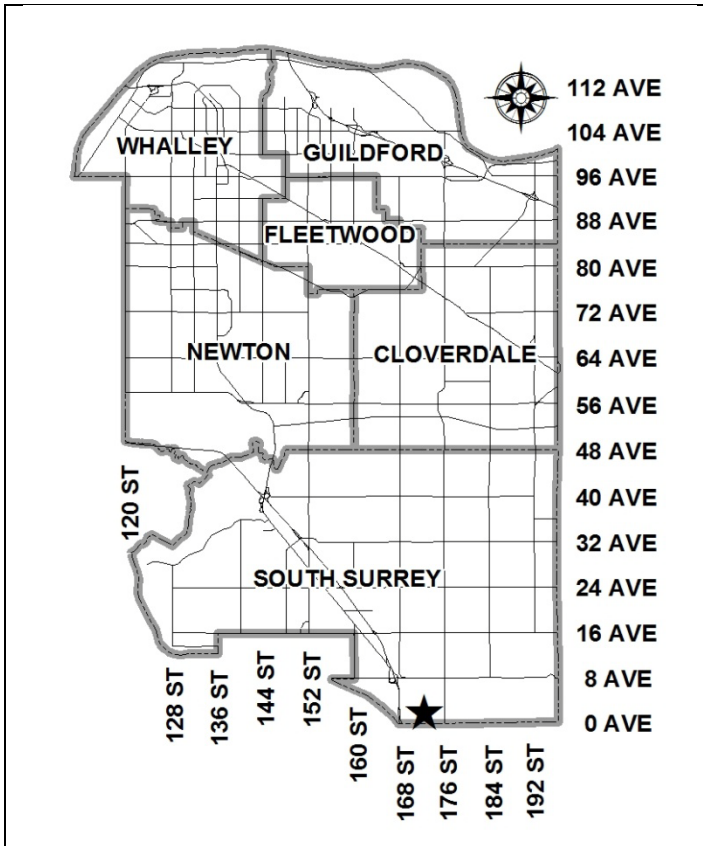 112 AVE
104 AVE
WHALLEY
GUILDFORD
96 AVE
88 AVE
FLEETWOOD
80 AVE
72 AVE
NEWTON
CLOVERDALE
64 AVE
56 AVE
48 AVE
120 ST
40 AVE
32 AVE
SOUTH SURREY
24 AVE
16 AVE
8 AVE
0 AVE
128 ST
136 ST
144 ST
152 ST
160 ST
168 ST
176 ST
184 ST
192 ST